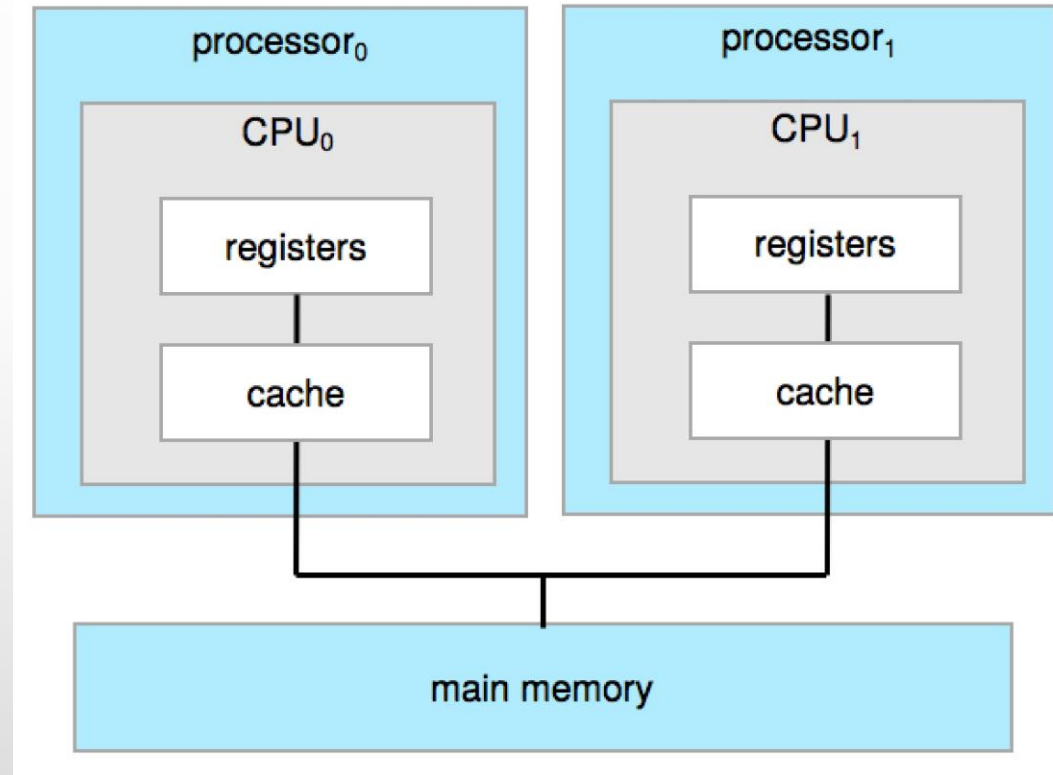 processor₀
CPU₀
registers
cache
processor₁
CPU₁
registers
cache
main memory